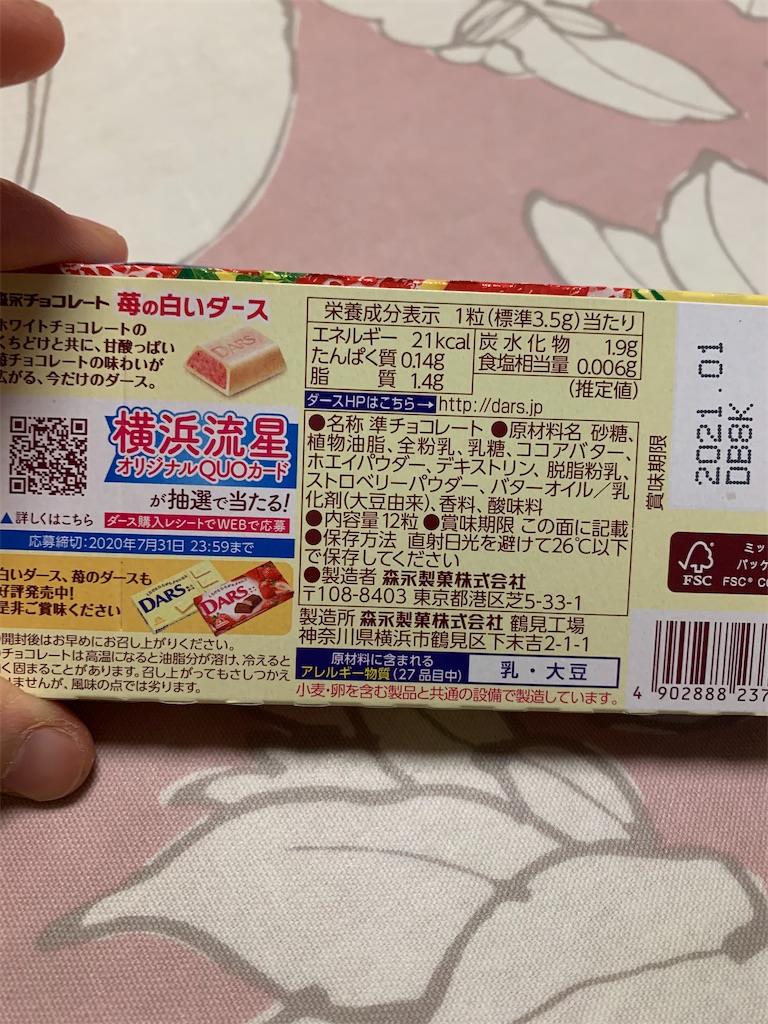 森永チョコレート 苺の白いダース
ホワイトチョコレートの
くちどけと共に、甘酸っぱい
苺チョコレートの味わいが
広がる、今だけのダース。
DARS
横浜流星
オリジナルQUOカード
が抽選で当たる!
▲詳しくはこちら ダース購入レシートでWEBで応募
応募締切:2020年7月31日 23:59まで
白いダース、苺のダースも
好評発売中!
是非ご賞味ください
DARS
DARS
開封後はお早めにお召し上がりください。
チョコレートは高温になると油脂分が溶け、冷えると
く固まることがあります。召し上がってもさしつかえ
りませんが、風味の点では劣ります。
栄養成分表示 1粒(標準3.5g)当たり
エネルギー 21kcal 炭水化物 1.9g
たんぱく質 0.14g 食塩相当量 0.006g
脂質 1.4g
(推定値)
ダースHPはこちら→ http://dars.jp
●名称 準チョコレート ●原材料名 砂糖、
植物油脂、全粉乳、乳糖、ココアバター、
ホエイパウダー、デキストリン、脱脂粉乳、
ストロベリーパウダー、バターオイル/乳
化剤(大豆由来)、香料、酸味料
●内容量 12粒 ●賞味期限 この面に記載
●保存方法 直射日光を避けて26℃以下
で保存してください
●製造者 森永製菓株式会社
〒108-8403 東京都港区芝5-33-1
製造所 森永製菓株式会社 鶴見工場
神奈川県横浜市鶴見区下末吉2-1-1
原材料に含まれる
アレルギー物質(27品目中) 乳・大豆
小麦・卵を含む製品と共通の設備で製造しています。
賞味期限
2021.01
DB8K
FSC
ミッ
パッケ
FSC® C0
4 902888 237